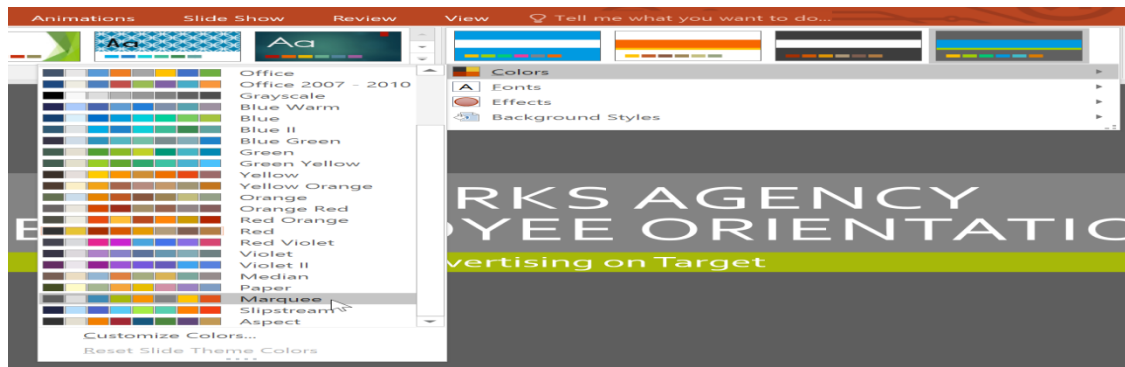 Animations Slide Show Review View Tell me what you want to do...
Aa Aa
Office
Office 2007 - 2010
Grayscale
Blue Warm
Blue
Blue II
Blue Green
Green
Green Yellow
Yellow
Yellow Orange
Orange
Orange Red
Red Orange
Red
Red Violet
Violet
Violet II
Median
Paper
Marquee
Slipstream
Aspect
Customize Colors...
Reset Slide Theme Colors
Colors
A Fonts
Effects
Background Styles
RKS AGENCY
E YEE ORIENTATIO
vertising on Target